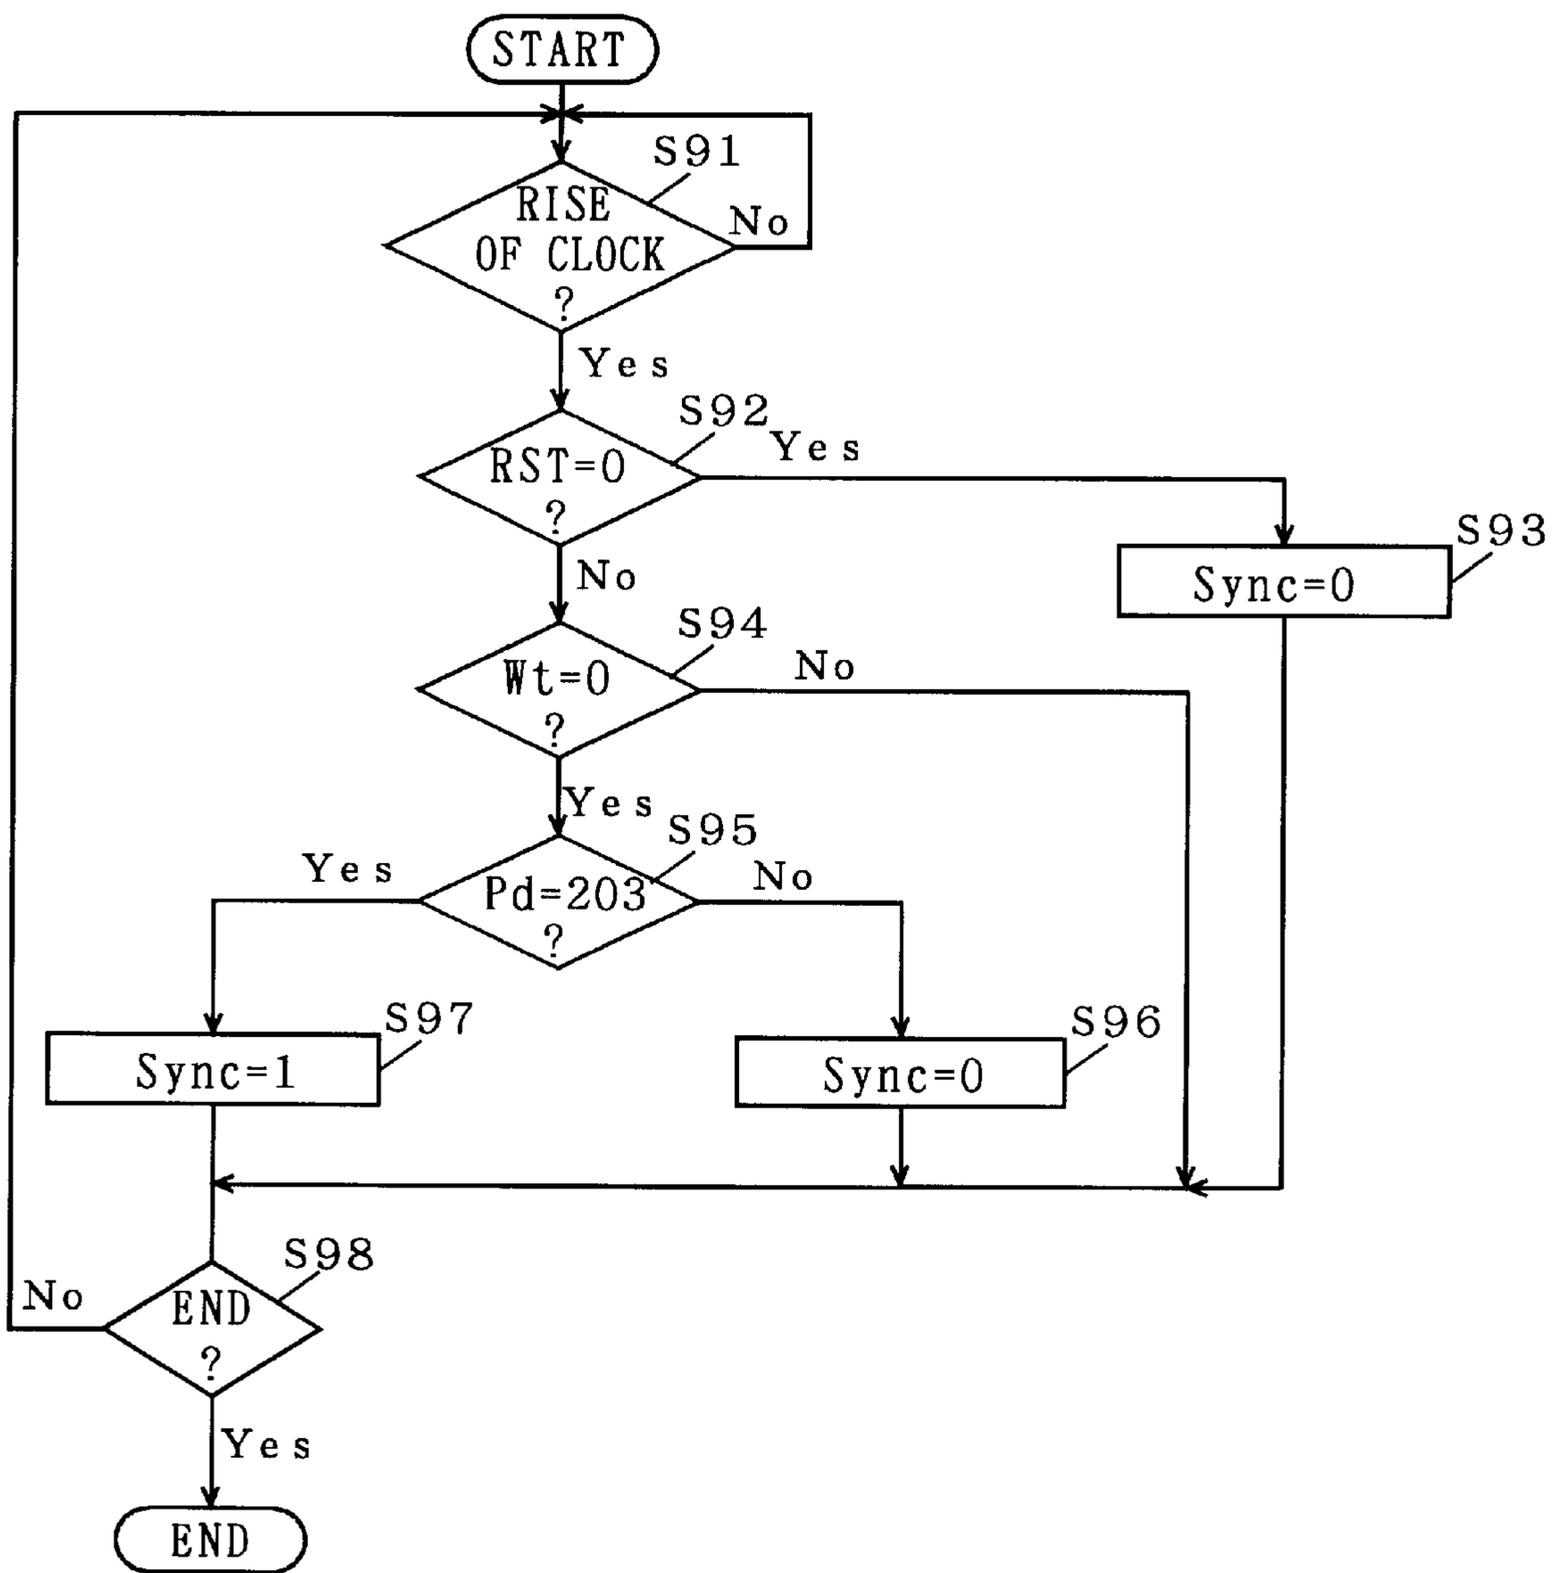 START
S91
RISE
OF CLOCK
?
No
Yes
S92
RST=0
?
Yes
No
S93
Sync=0
S94
Wt=0
?
No
Yes
S95
Pd=203
?
Yes
No
S97
Sync=1
S96
Sync=0
S98
END
?
No
Yes
END